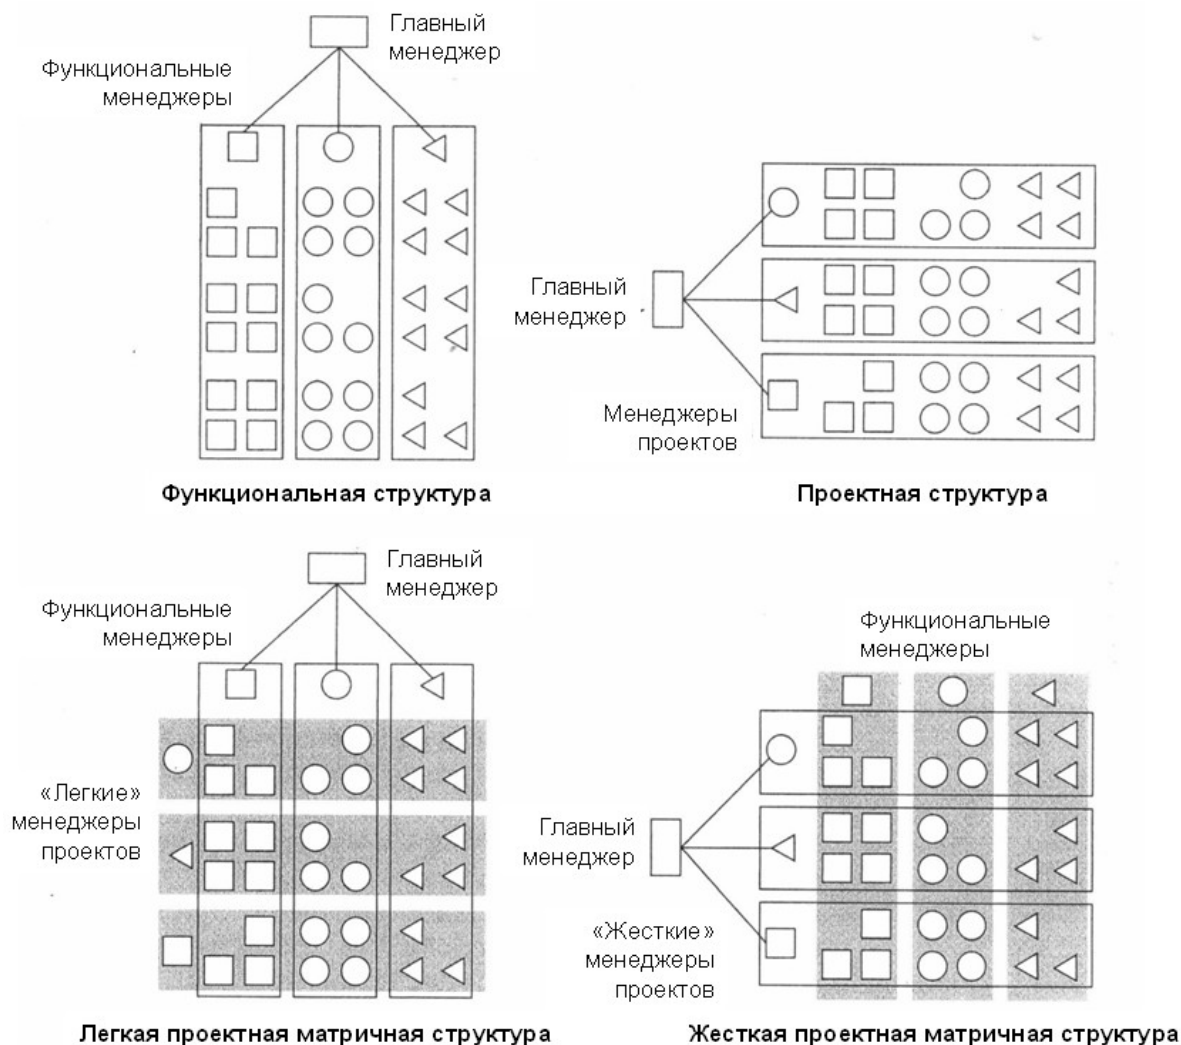 Главный
менеджер
Функциональные
менеджеры
Функциональная структура
Главный
менеджер
Менеджеры
проектов
Проектная структура
Главный
менеджер
Функциональные
менеджеры
«Легкие»
менеджеры
проектов
Легкая проектная матричная структура
Функциональные
менеджеры
Главный
менеджер
«Жесткие»
менеджеры
проектов
Жесткая проектная матричная структура